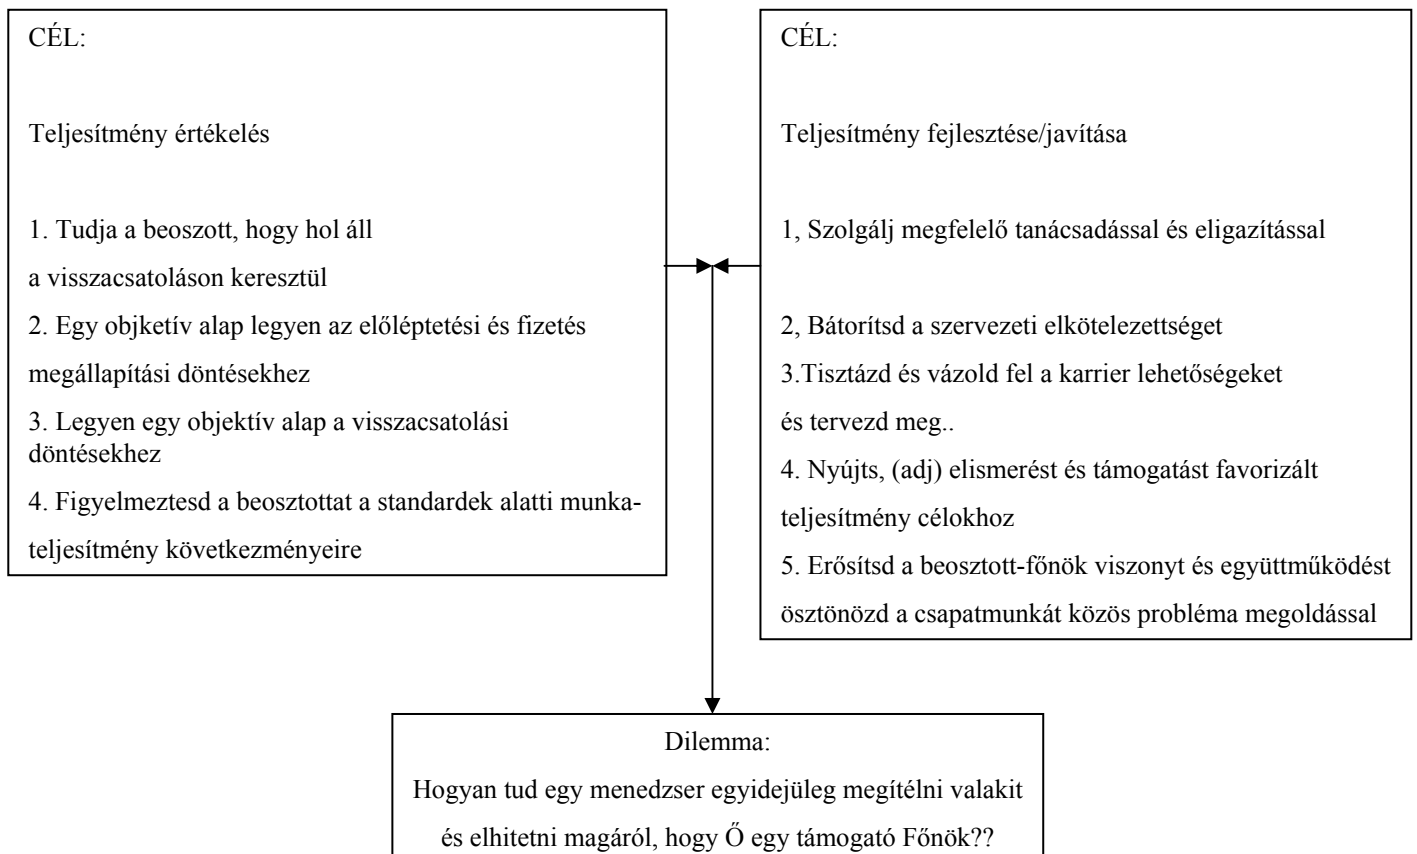 CÉL:
Teljesítmény értékelés
1. Tudja a beoszott, hogy hol áll
a visszacsatoláson keresztül
2. Egy objketív alap legyen az előléptetési és fizetés
megállapítási döntésekhez
3. Legyen egy objektív alap a visszacsatolási
döntésekhez
4. Figyelmeztesd a beosztottat a standardek alatti munka-
teljesítmény következményeire
CÉL:
Teljesítmény fejlesztése/javítása
1, Szolgálj megfelelő tanácsadással és eligazítással
2, Bátorítsd a szervezeti elkötelezettséget
3.Tisztázd és vázold fel a karrier lehetőségeket
és tervezd meg..
4. Nyújts, (adj) elismerést és támogatást favorizált
teljesítmény célokhoz
5. Erősítsd a beosztott-főnök viszonyt és együttműködést
ösztönözd a csapatmunkát közös probléma megoldással
Dilemma:
Hogyan tud egy menedzser egyidejüleg megítélni valakit
és elhitetni magáról, hogy Ő egy támogató Főnök??